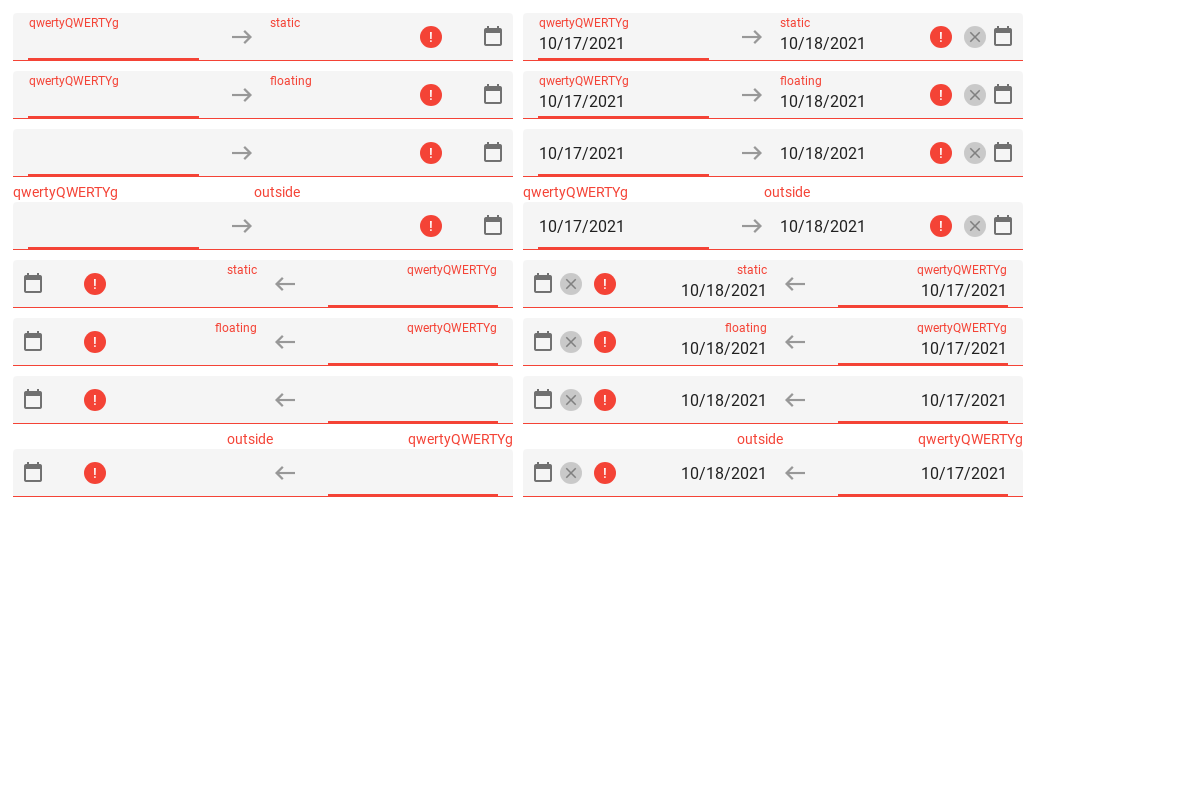 qwertyQWERTYg static qwertyQWERTYg static
10/17/2021 10/18/2021
qwertyQWERTYg floating qwertyQWERTYg floating
10/17/2021 10/18/2021
10/17/2021 10/18/2021
qwertyQWERTYg outside qwertyQWERTYg outside
10/17/2021 10/18/2021
static qwertyQWERTYg static qwertyQWERTYg
10/18/2021 10/17/2021
floating qwertyQWERTYg floating qwertyQWERTYg
10/18/2021 10/17/2021
10/18/2021 10/17/2021
outside qwertyQWERTYg outside qwertyQWERTYg
10/18/2021 10/17/2021